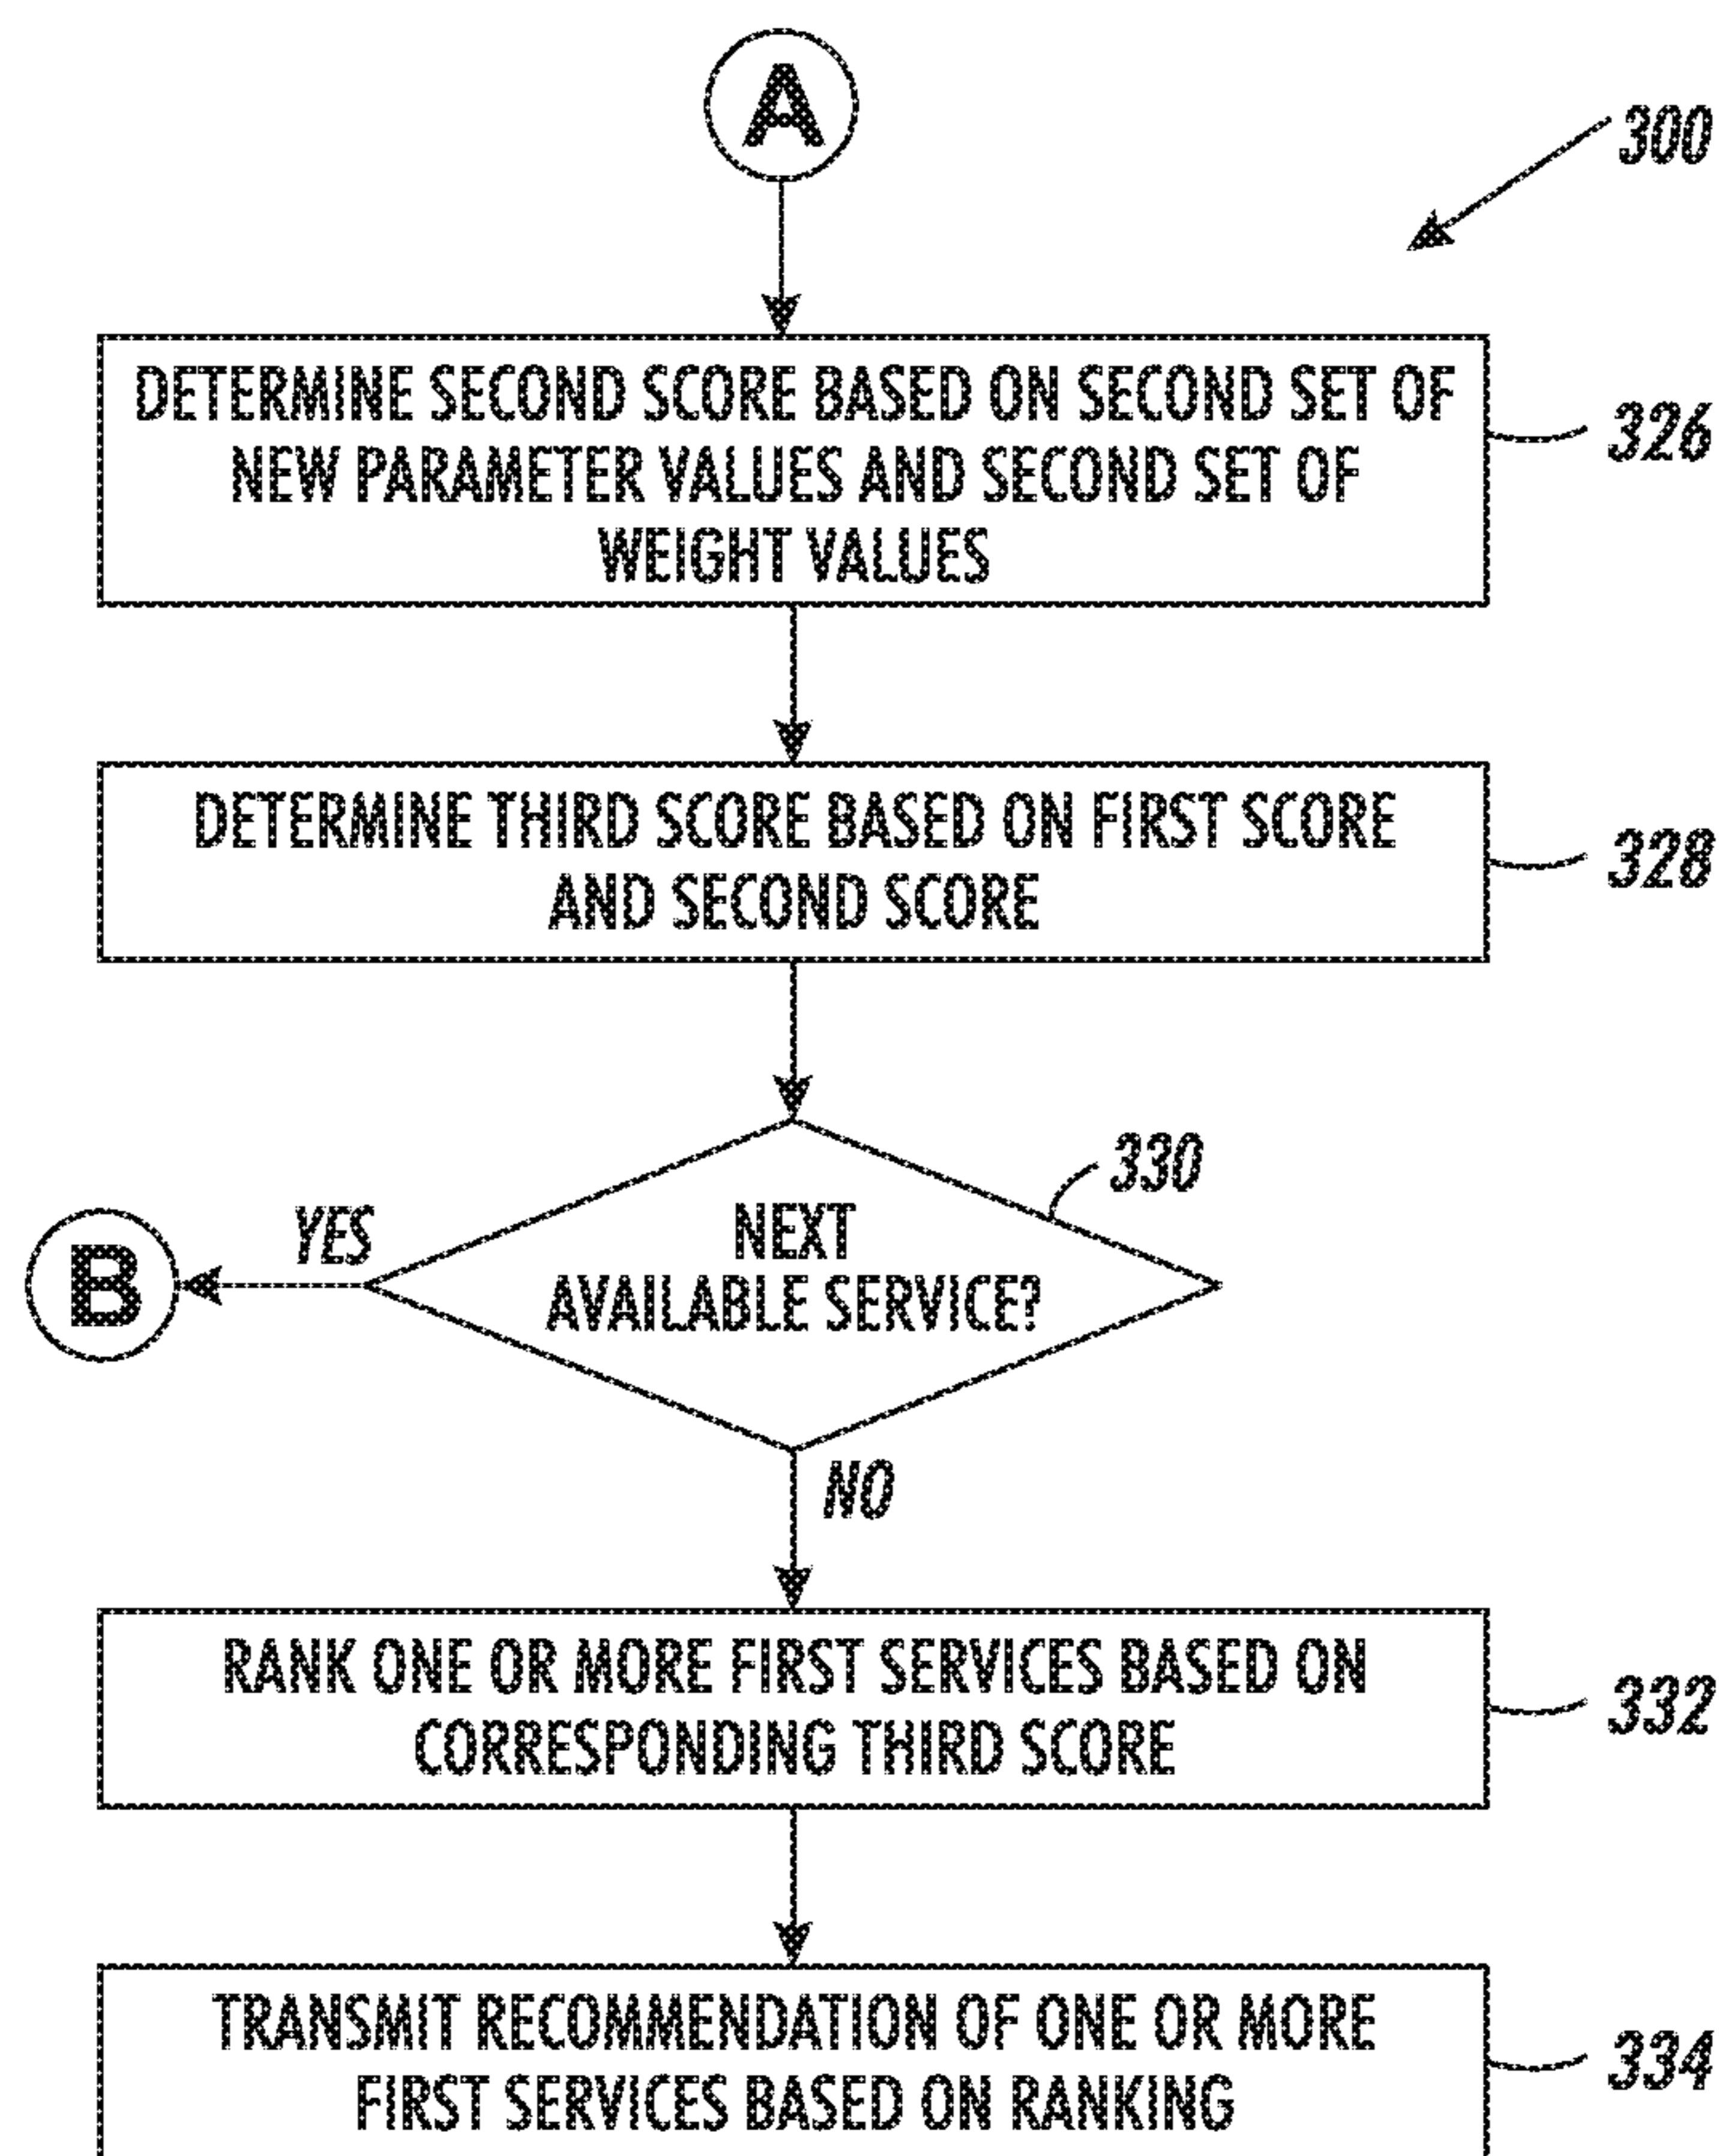 A
300
DETERMINE SECOND SCORE BASED ON SECOND SET OF
NEW PARAMETER VALUES AND SECOND SET OF
WEIGHT VALUES
326
DETERMINE THIRD SCORE BASED ON FIRST SCORE
AND SECOND SCORE
328
330
NEXT
AVAILABLE SERVICE?
YES
B
NO
RANK ONE OR MORE FIRST SERVICES BASED ON
CORRESPONDING THIRD SCORE
332
TRANSMIT RECOMMENDATION OF ONE OR MORE
FIRST SERVICES BASED ON RANKING
334